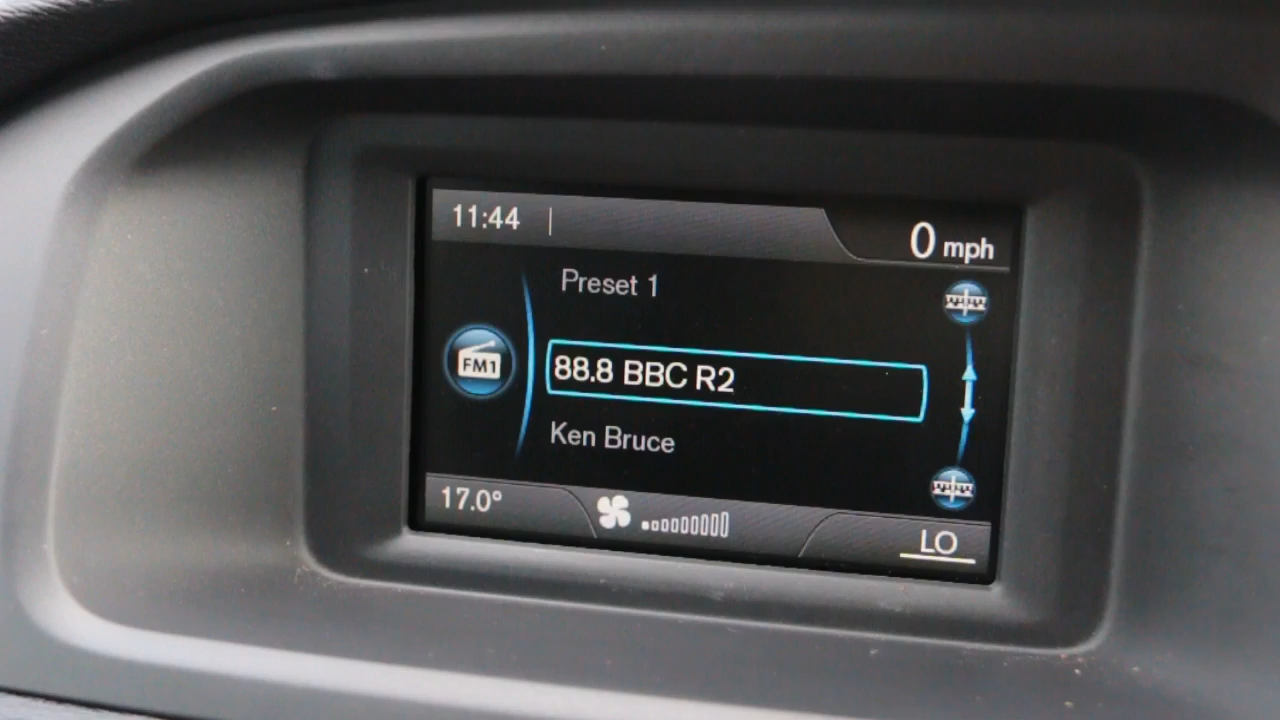 11:44
0 mph
Preset 1
FM1
88.8 BBC R2
Ken Bruce
17.0°
LO